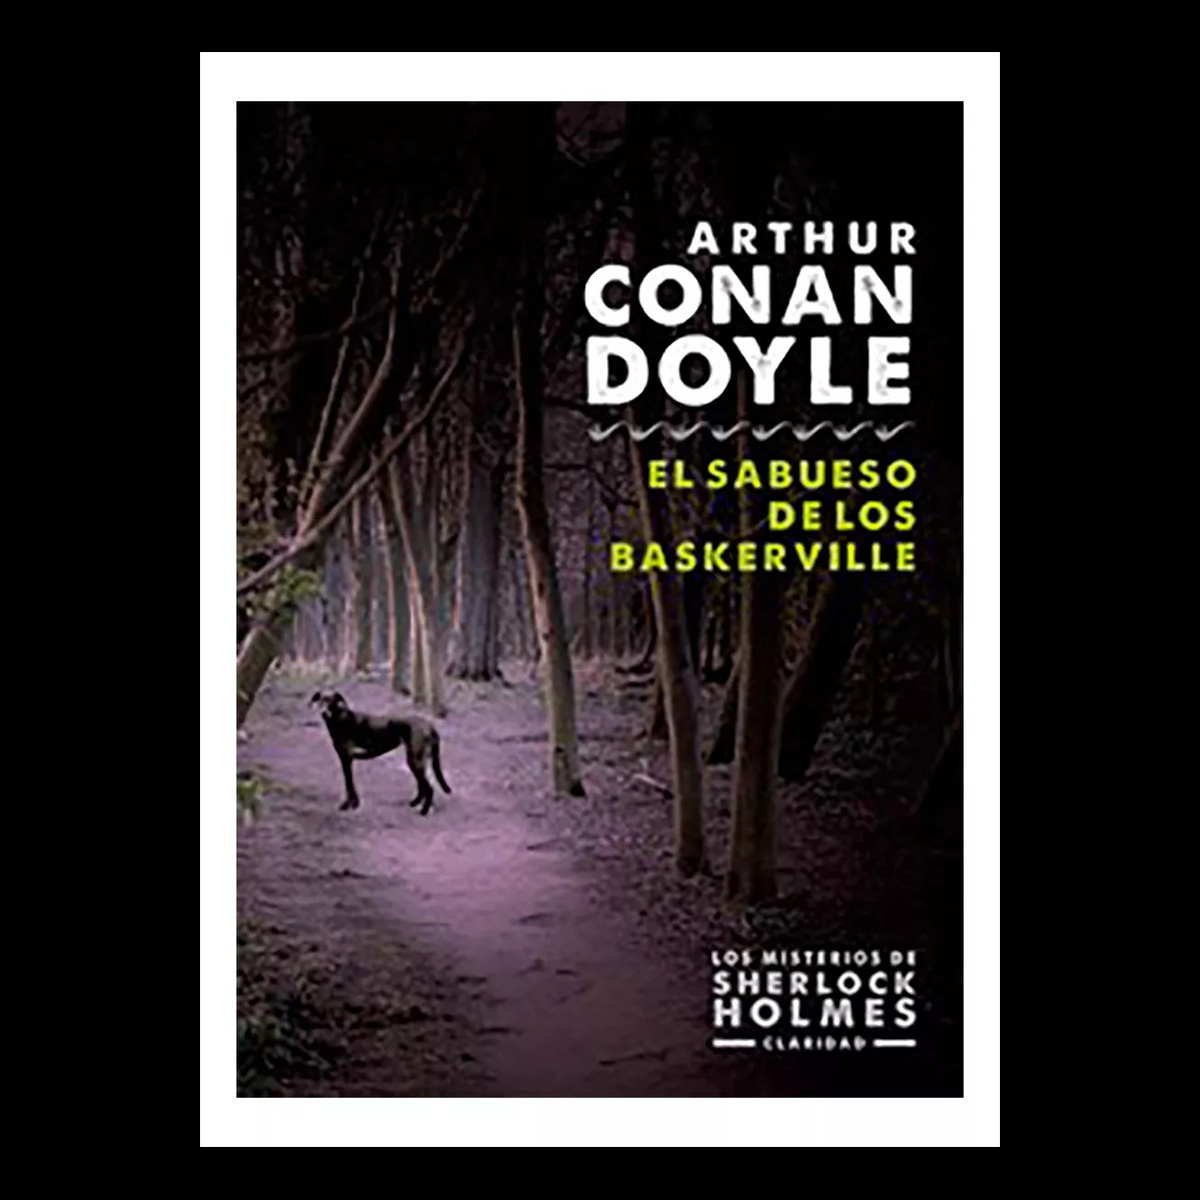 ARTHUR
CONAN
DOYLE
EL SABUESO
DE LOS
BASKERVILLE
LOS MISTERIOS DE
SHERLOCK
HOLMES
CLARIDAD